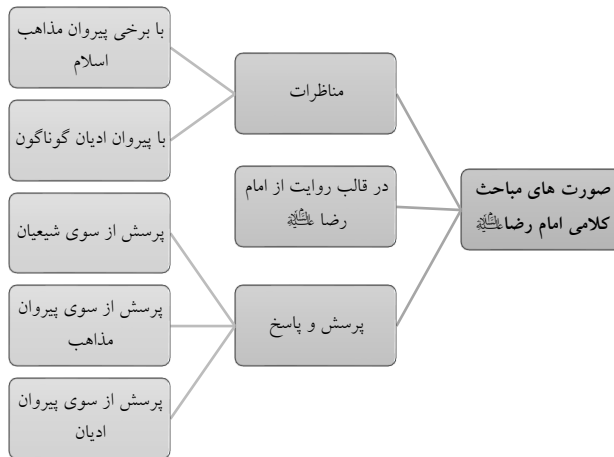 صورت های مباحث
کلامی امام رضا علیه‌السلام
مناظرات
با برخی پیروان مذاهب
اسلام
با پیروان ادیان گوناگون
در قالب روایت از امام
رضا علیه‌السلام
پرسش و پاسخ
پرسش از سوی شیعیان
پرسش از سوی پیروان
مذاهب
پرسش از سوی پیروان
ادیان